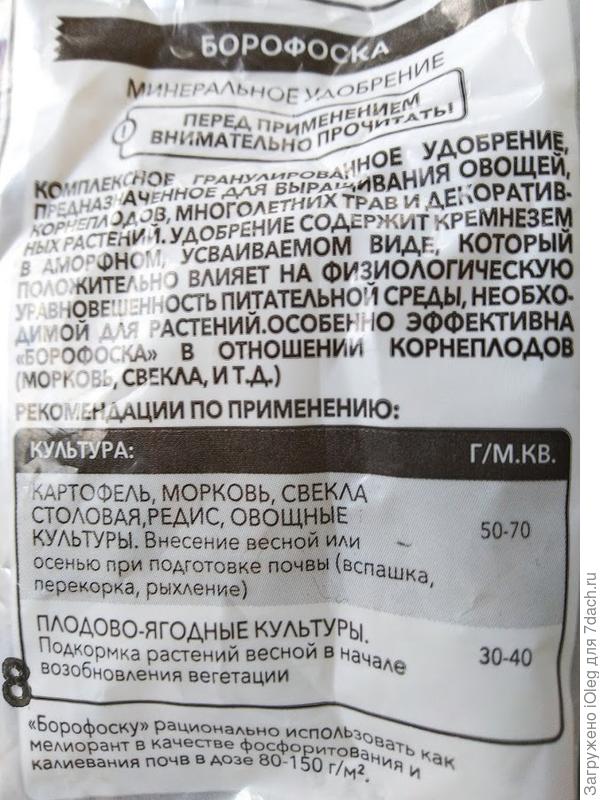 БОРОФОСКА
МИНЕРАЛЬНОЕ УДОБРЕНИЕ
! ПЕРЕД ПРИМЕНЕНИЕМ
ВНИМАТЕЛЬНО ПРОЧИТАТЬ!
КОМПЛЕКСНОЕ ГРАНУЛИРОВАННОЕ УДОБРЕНИЕ,
ПРЕДНАЗНАЧЕННОЕ ДЛЯ ВЫРАЩИВАНИЯ ОВОЩЕЙ,
КОРНЕПЛОДОВ, МНОГОЛЕТНИХ ТРАВ И ДЕКОРАТИВ-
НЫХ РАСТЕНИЙ. УДОБРЕНИЕ СОДЕРЖИТ КРЕМНЕЗЕМ
В АМОРФНОМ, УСВАИВАЕМОМ ВИДЕ, КОТОРЫЙ
ПОЛОЖИТЕЛЬНО ВЛИЯЕТ НА ФИЗИОЛОГИЧЕСКУЮ
УРАВНОВЕШЕННОСТЬ ПИТАТЕЛЬНОЙ СРЕДЫ, НЕОБХО-
ДИМОЙ ДЛЯ РАСТЕНИЙ.ОСОБЕННО ЭФФЕКТИВНА
«БОРОФОСКА» В ОТНОШЕНИИ КОРНЕПЛОДОВ
(МОРКОВЬ, СВЕКЛА, И Т.Д.)
РЕКОМЕНДАЦИИ ПО ПРИМЕНЕНИЮ:
КУЛЬТУРА: Г/М.КВ.
КАРТОФЕЛЬ, МОРКОВЬ, СВЕКЛА
СТОЛОВАЯ,РЕДИС, ОВОЩНЫЕ
КУЛЬТУРЫ. Внесение весной или
осенью при подготовке почвы (вспашка,
перекорка, рыхление)
50-70
ПЛОДОВО-ЯГОДНЫЕ КУЛЬТУРЫ.
Подкормка растений весной в начале
возобновления вегетации
30-40
8
«Борофоску» рационально использовать как
мелиорант в качестве фосфоритования и
калиевания почв в дозе 80-150 г/м².
Загружено iOleg для 7dach.ru